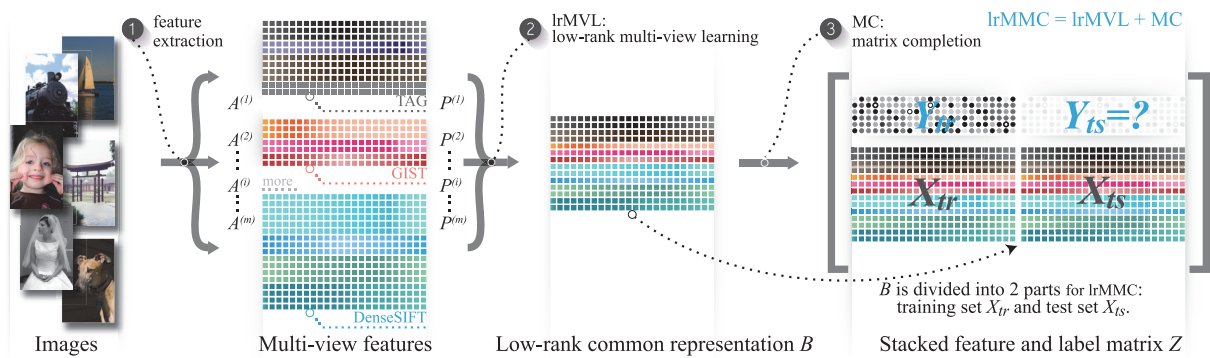 1 feature
extraction
2 lrMVL:
low-rank multi-view learning
3 MC:
matrix completion
lrMMC = lrMVL + MC
A(1)
A(2)
A(i)
A(m)
TAG
GIST
more
DenseSIFT
P(1)
P(2)
P(i)
P(m)
Ytr
Yts=?
Xtr
Xts
B is divided into 2 parts for lrMMC:
training set Xtr and test set Xts.
Images
Multi-view features
Low-rank common representation B
Stacked feature and label matrix Z